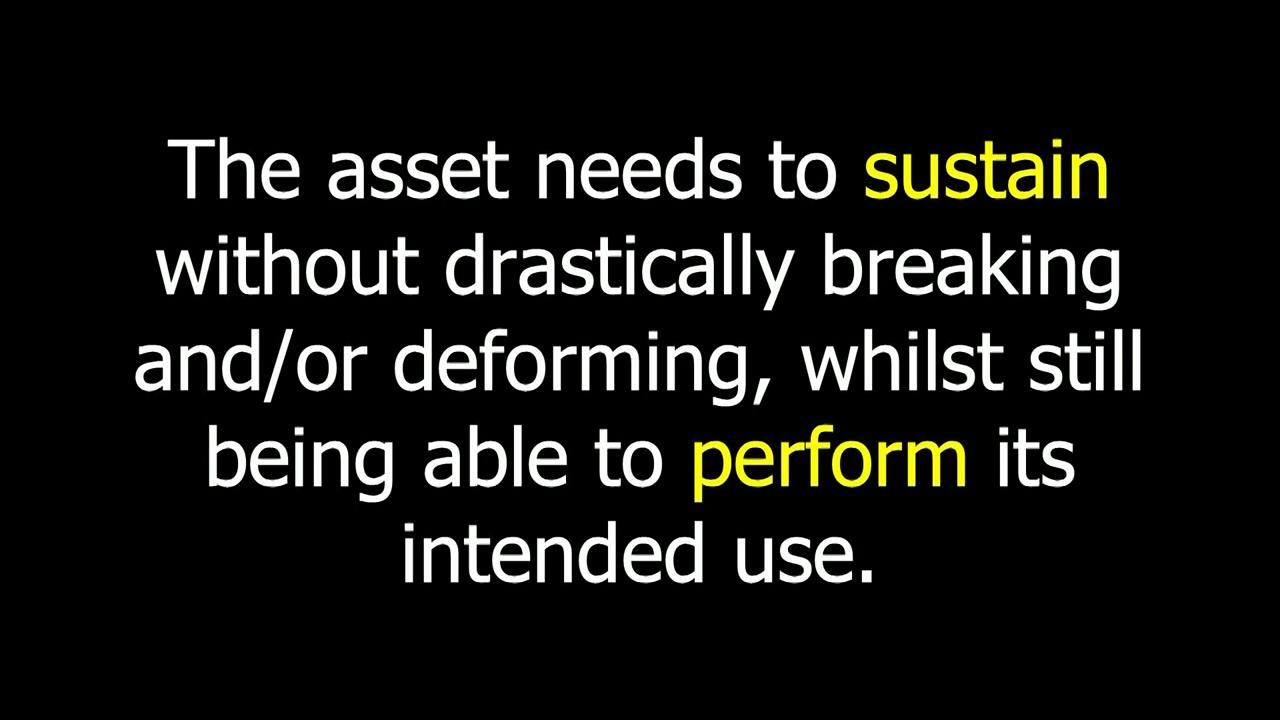 The asset needs to sustain
without drastically breaking
and/or deforming, whilst still
being able to perform its
intended use.